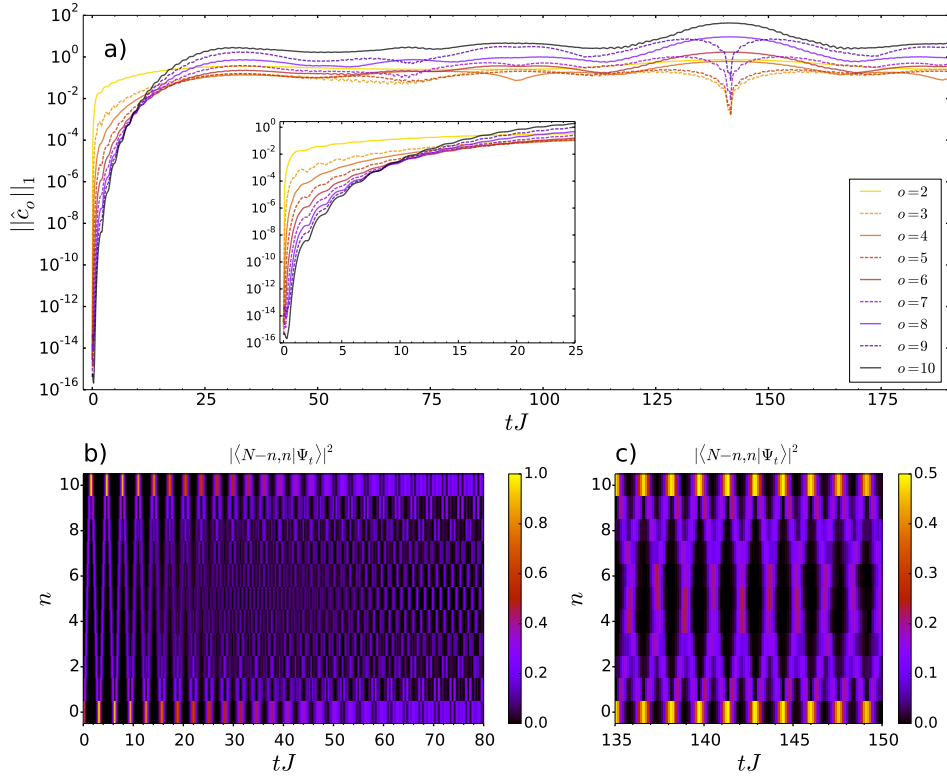 a)
||ĉ_o||_1
10^2
10^0
10^-2
10^-4
10^-6
10^-8
10^-10
10^-12
10^-14
10^-16
0 25 50 75 100 125 150 175
tJ
10^0
10^-2
10^-4
10^-6
10^-8
10^-10
10^-12
10^-14
10^-16
0 5 10 15 20 25
o=2
o=3
o=4
o=5
o=6
o=7
o=8
o=9
o=10
b) |⟨N−n,n|Ψ_t⟩|^2
n
10
8
6
4
2
0
0 10 20 30 40 50 60 70 80
tJ
1.0
0.8
0.6
0.4
0.2
0.0
c) |⟨N−n,n|Ψ_t⟩|^2
n
10
8
6
4
2
0
135 140 145 150
tJ
0.5
0.4
0.3
0.2
0.1
0.0